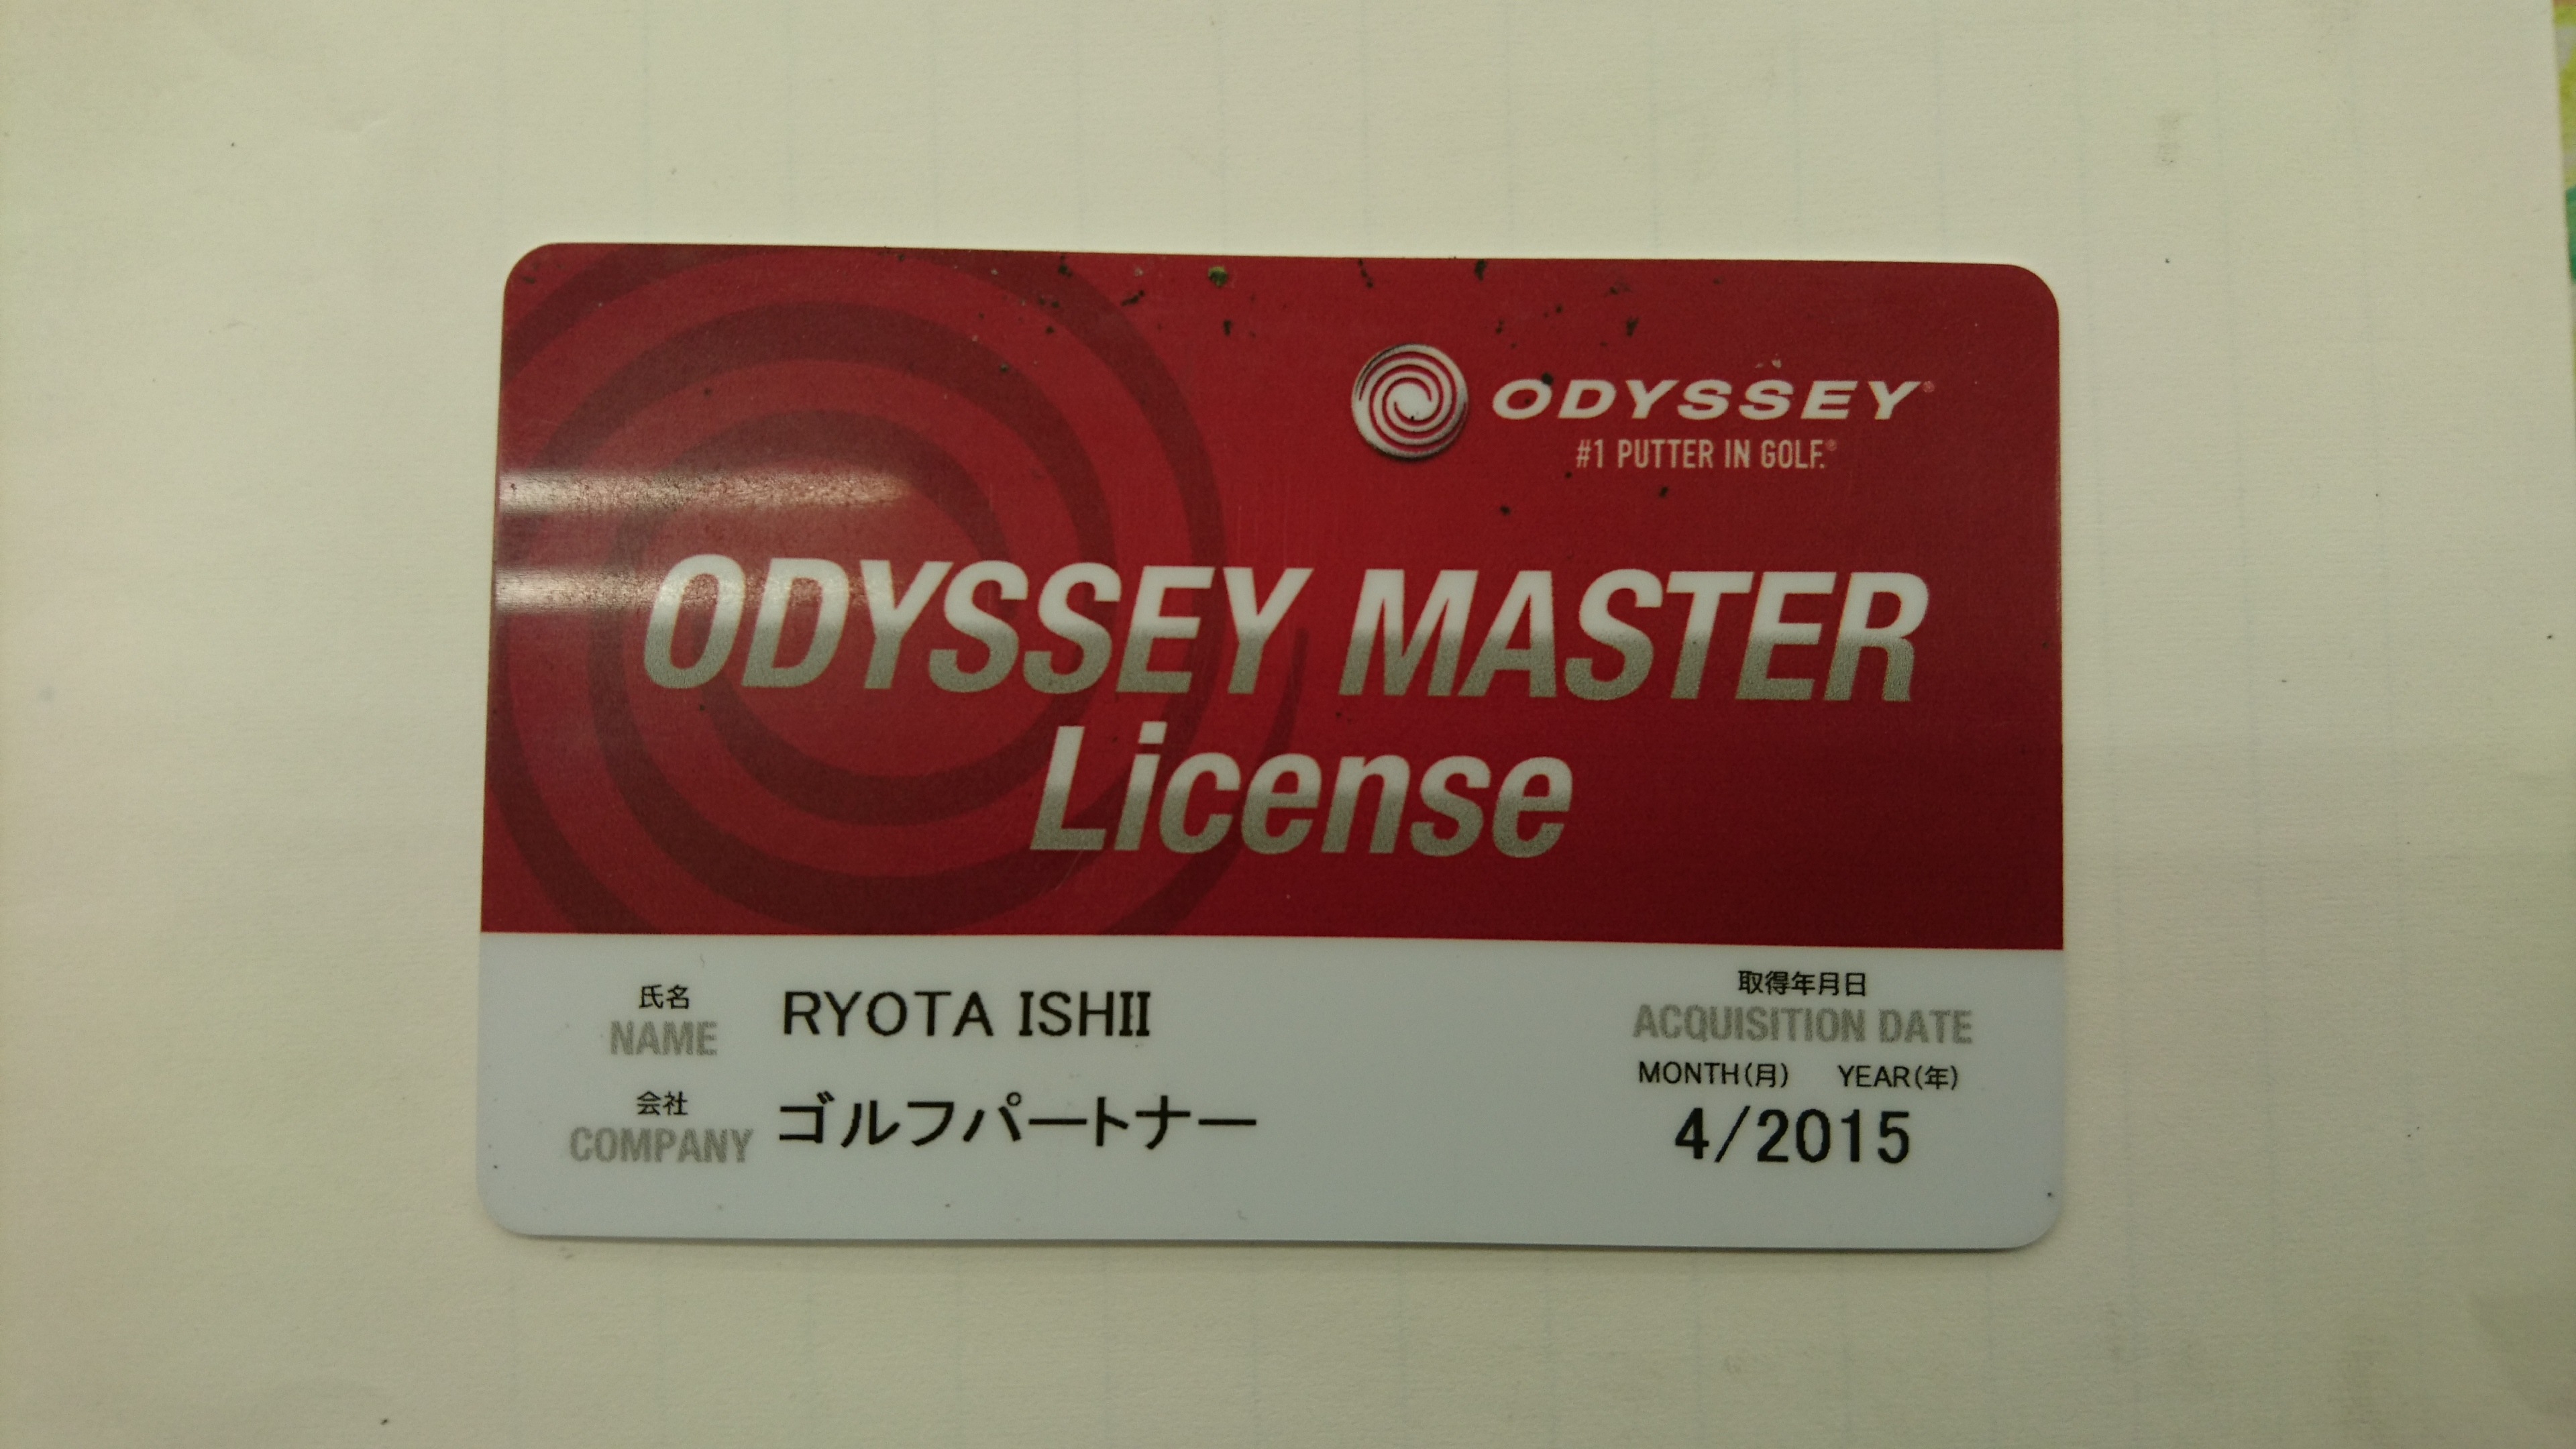 ODYSSEY®
#1 PUTTER IN GOLF.®
ODYSSEY MASTER
License
氏名
NAME
RYOTA ISHII
会社
COMPANY
ゴルフパートナー
取得年月日
ACQUISITION DATE
MONTH(月) YEAR(年)
4/2015